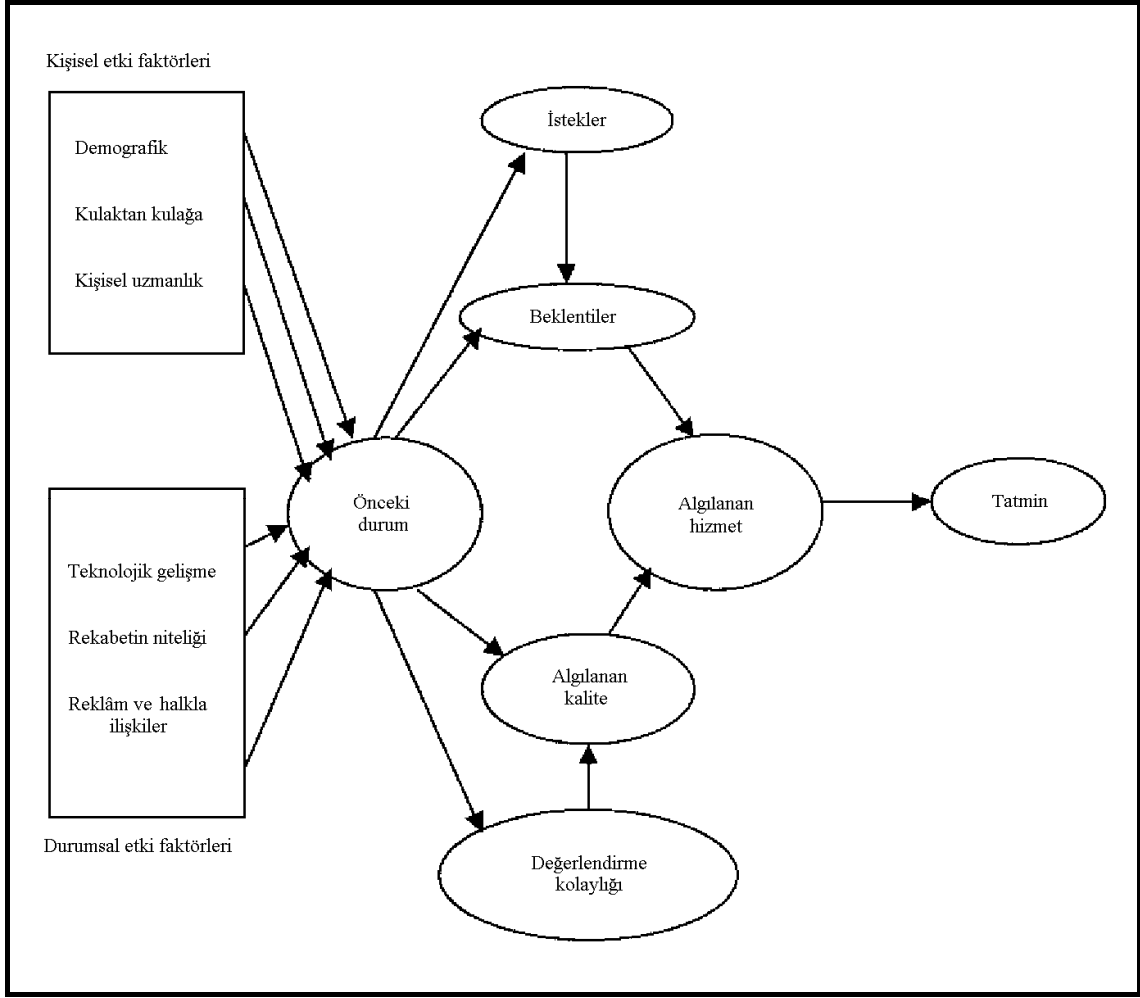 Kişisel etki faktörleri
Demografik
Kulaktan kulağa
Kişisel uzmanlık
İstekler
Beklentiler
Önceki
durum
Algılanan
hizmet
Tatmin
Teknolojik gelişme
Rekabetin niteliği
Reklâm ve halkla
ilişkiler
Algılanan
kalite
Durumsal etki faktörleri
Değerlendirme
kolaylığı